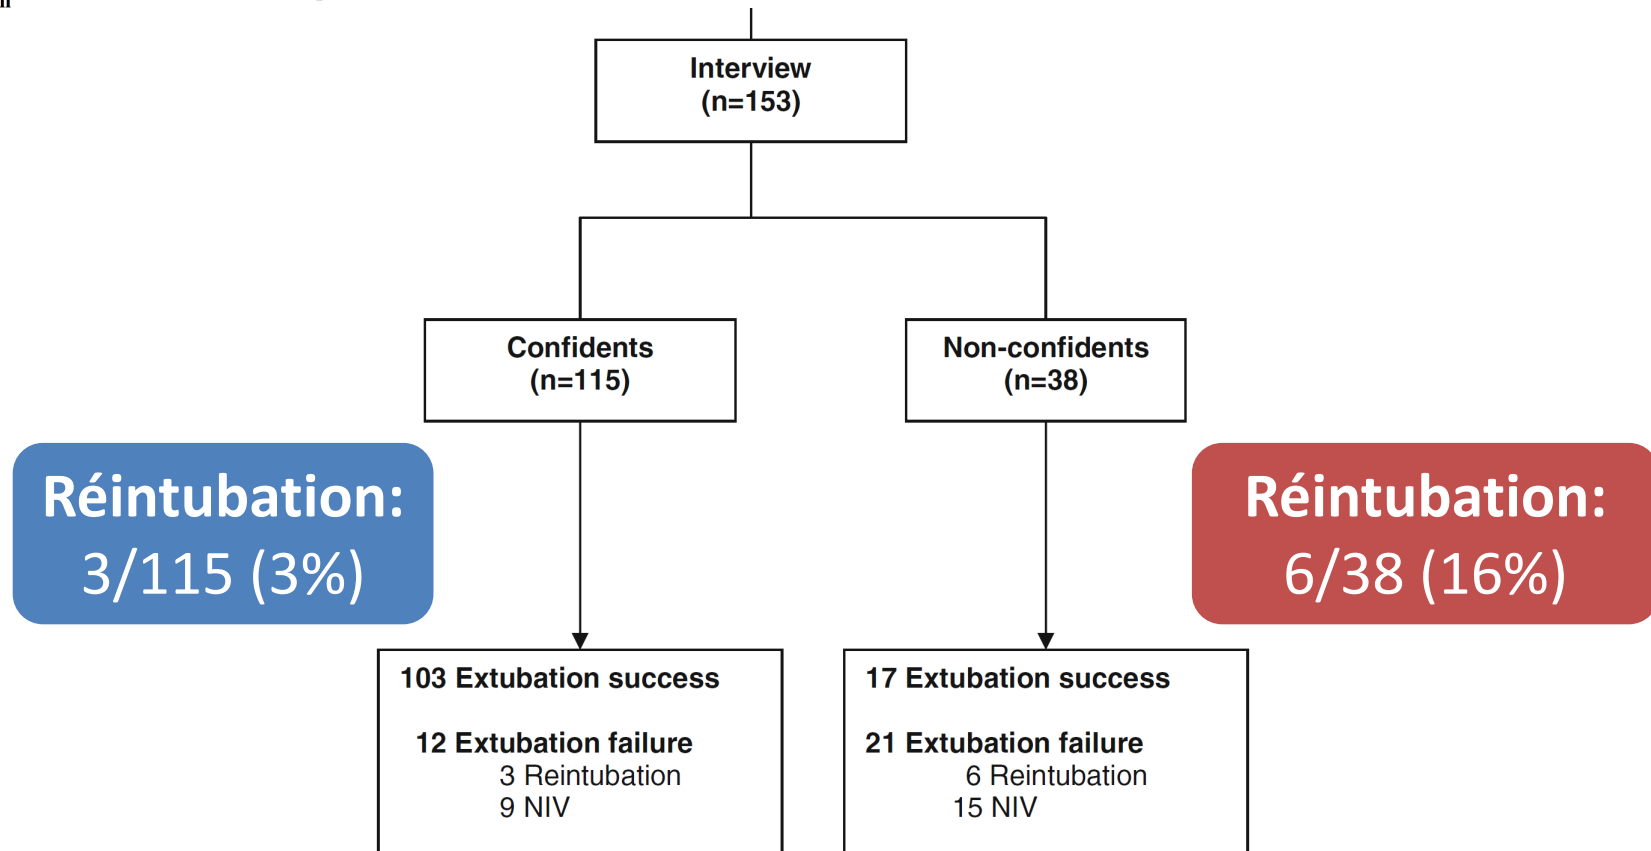 Interview
(n=153)
Confidents
(n=115)
Non-confidents
(n=38)
Réintubation:
3/115 (3%)
Réintubation:
6/38 (16%)
103 Extubation success
12 Extubation failure
3 Reintubation
9 NIV
17 Extubation success
21 Extubation failure
6 Reintubation
15 NIV